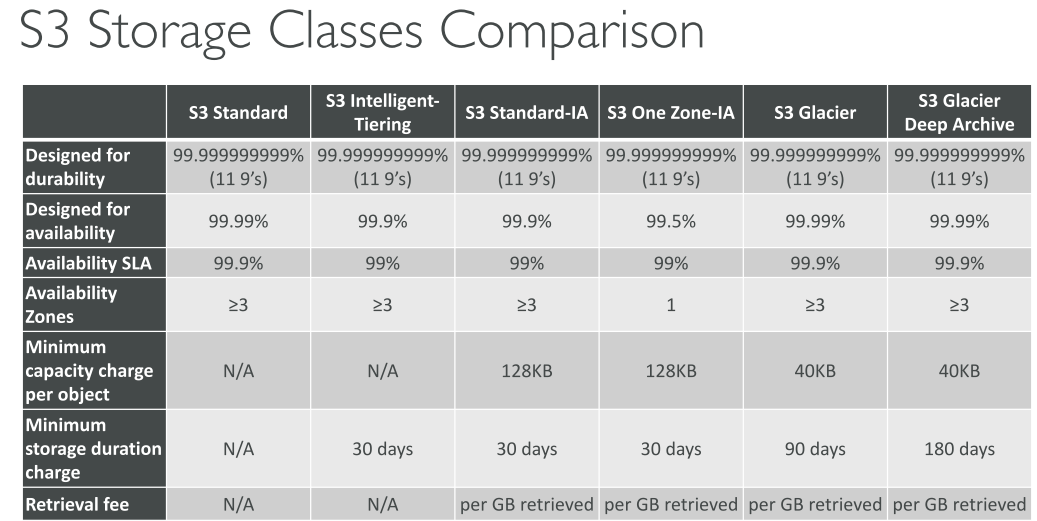 S3 Storage Classes Comparison
S3 Standard
S3 Intelligent-
Tiering
S3 Standard-IA
S3 One Zone-IA
S3 Glacier
S3 Glacier
Deep Archive
Designed for
durability
99.999999999%
(11 9’s)
99.999999999%
(11 9’s)
99.999999999%
(11 9’s)
99.999999999%
(11 9’s)
99.999999999%
(11 9’s)
99.999999999%
(11 9’s)
Designed for
availability
99.99%
99.9%
99.9%
99.5%
99.99%
99.99%
Availability SLA
99.9%
99%
99%
99%
99.9%
99.9%
Availability
Zones
≥3
≥3
≥3
1
≥3
≥3
Minimum
capacity charge
per object
N/A
N/A
128KB
128KB
40KB
40KB
Minimum
storage duration
charge
N/A
30 days
30 days
30 days
90 days
180 days
Retrieval fee
N/A
N/A
per GB retrieved
per GB retrieved
per GB retrieved
per GB retrieved